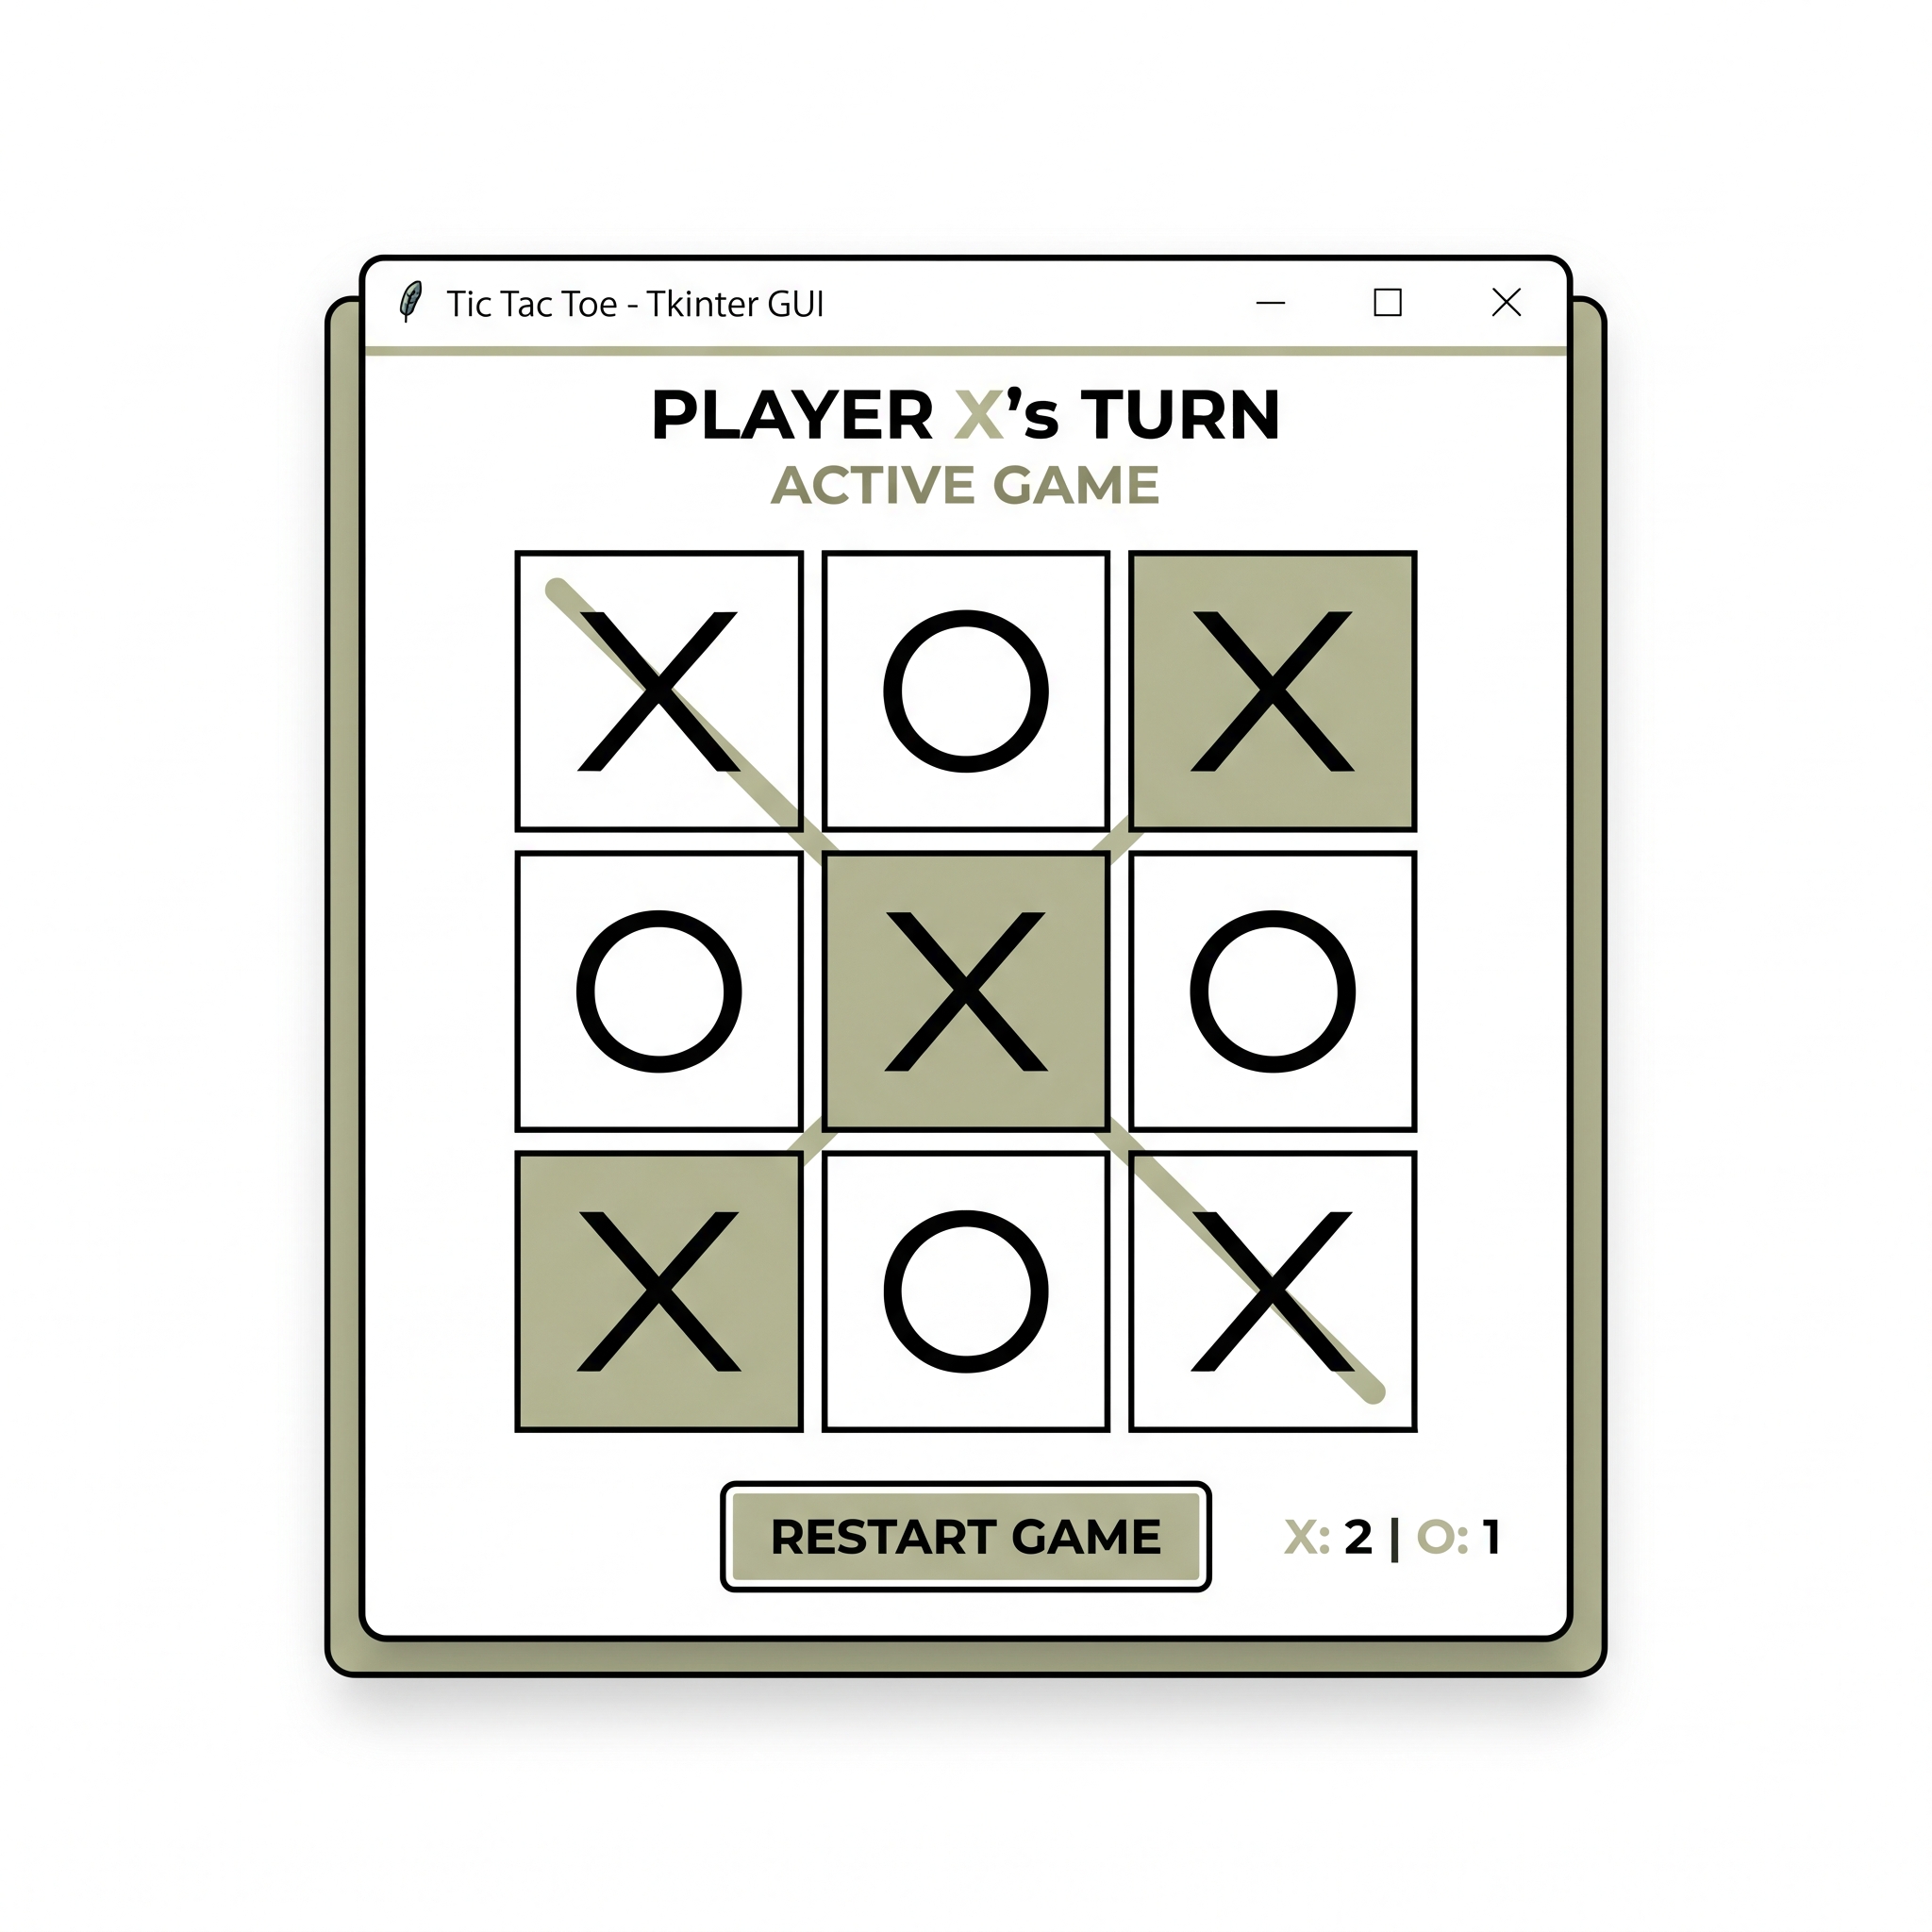 Tic Tac Toe - Tkinter GUI
PLAYER X's TURN
ACTIVE GAME
X O X
O X O
X O X
RESTART GAME
X: 2 | O: 1